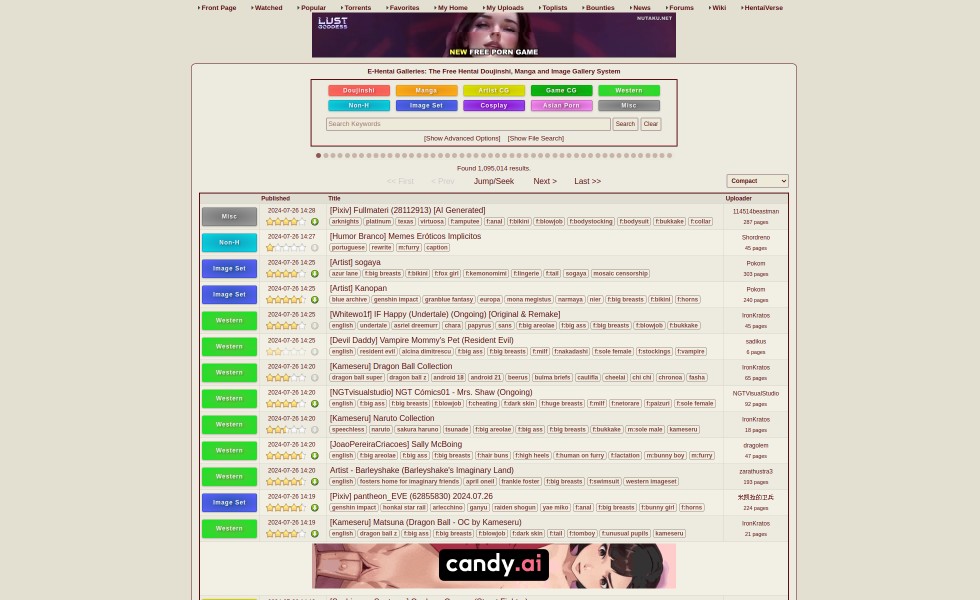 Front Page Watched Popular Torrents Favorites My Home My Uploads Toplists Bounties News Forums Wiki HentaiVerse
LUST GODDESS NUTAKU.NET
NEW FREE PORN GAME
E-Hentai Galleries: The Free Hentai Doujinshi, Manga and Image Gallery System
Doujinshi Manga Artist CG Game CG Western
Non-H Image Set Cosplay Asian Porn Misc
Search Keywords Search Clear
[Show Advanced Options] [Show File Search]
Found 1,095,014 results.
<< First < Prev Jump/Seek Next > Last >> Compact
Published Title Uploader
Misc 2024-07-26 14:28 [Pixiv] Fullmateri (28112913) [AI Generated] 114514beastman
arknights platinum texas virtuosa f:amputee f:anal f:bikini f:blowjob f:bodystocking f:bodysuit f:bukkake f:collar 287 pages
Non-H 2024-07-26 14:27 [Humor Branco] Memes Eróticos Implicitos Shordreno
portuguese rewrite m:furry caption 45 pages
Image Set 2024-07-26 14:25 [Artist] sogaya Pokom
azur lane f:big breasts f:bikini f:fox girl f:kemonomimi f:lingerie f:tail sogaya mosaic censorship 303 pages
Image Set 2024-07-26 14:25 [Artist] Kanopan Pokom
blue archive genshin impact granblue fantasy europa mona megistus narmaya nier f:big breasts f:bikini f:horns 240 pages
Western 2024-07-26 14:25 [Whitewo1f] IF Happy (Undertale) (Ongoing) [Original & Remake] IronKratos
english undertale asriel dreemurr chara papyrus sans f:big areolae f:big ass f:big breasts f:blowjob f:bukkake 45 pages
Western 2024-07-26 14:25 [Devil Daddy] Vampire Mommy's Pet (Resident Evil) sadikus
english resident evil alcina dimitrescu f:big ass f:big breasts f:milf f:nakadashi f:sole female f:stockings f:vampire 6 pages
Western 2024-07-26 14:20 [Kameseru] Dragon Ball Collection IronKratos
dragon ball super dragon ball z android 18 android 21 beerus bulma briefs caulifla cheelai chi chi chronoa fasha 65 pages
Western 2024-07-26 14:20 [NGTvisualstudio] NGT Cómics01 - Mrs. Shaw (Ongoing) NGTVisualStudio
english f:big ass f:big breasts f:blowjob f:cheating f:dark skin f:huge breasts f:milf f:netorare f:paizuri f:sole female 92 pages
Western 2024-07-26 14:20 [Kameseru] Naruto Collection IronKratos
speechless naruto sakura haruno tsunade f:big areolae f:big ass f:big breasts f:bukkake m:sole male kameseru 18 pages
Western 2024-07-26 14:20 [JoaoPereiraCriacoes] Sally McBoing dragolem
english f:big areolae f:big ass f:big breasts f:hair buns f:high heels f:human on furry f:lactation m:bunny boy m:furry 47 pages
Western 2024-07-26 14:20 Artist - Barleyshake (Barleyshake's Imaginary Land) zarathustra3
english fosters home for imaginary friends april oneil frankie foster f:big breasts f:swimsuit western imageset 193 pages
Image Set 2024-07-26 14:19 [Pixiv] pantheon_EVE (62855830) 2024.07.26
genshin impact honkai star rail arlecchino ganyu raiden shogun yae miko f:anal f:big breasts f:bunny girl f:horns 224 pages
Western 2024-07-26 14:19 [Kameseru] Matsuna (Dragon Ball - OC by Kameseru) IronKratos
english dragon ball z f:big ass f:big breasts f:blowjob f:dark skin f:tail f:tomboy f:unusual pupils kameseru 21 pages
candy.ai